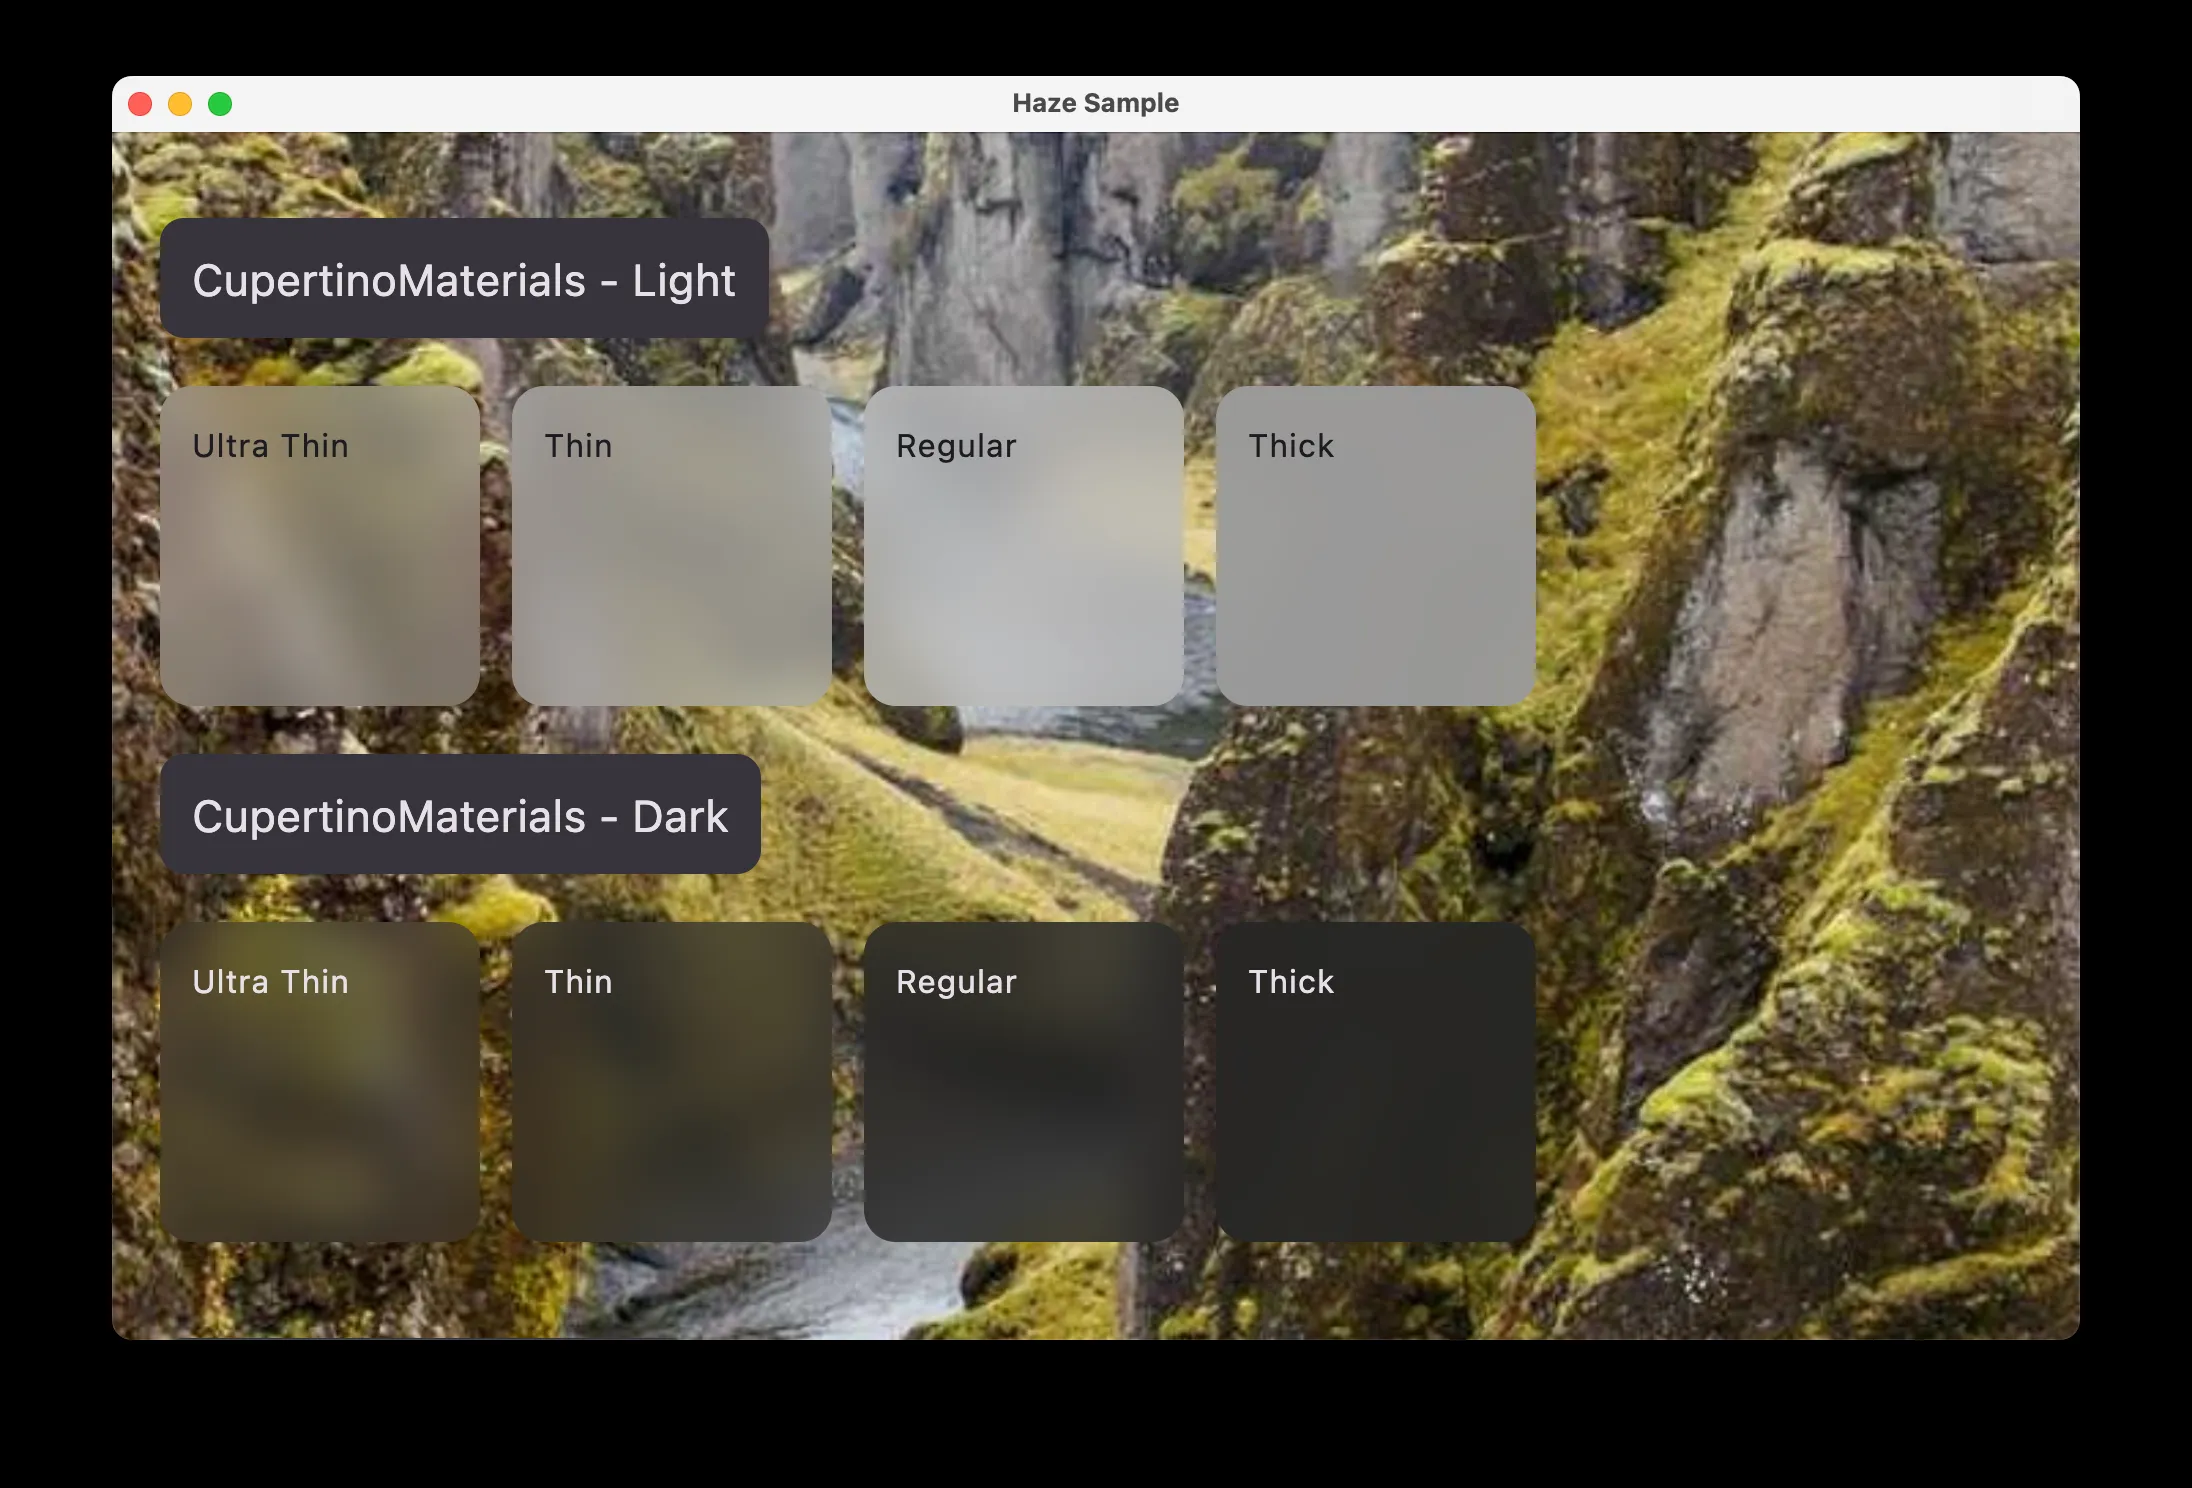 Haze Sample
CupertinoMaterials - Light
Ultra Thin
Thin
Regular
Thick
CupertinoMaterials - Dark
Ultra Thin
Thin
Regular
Thick